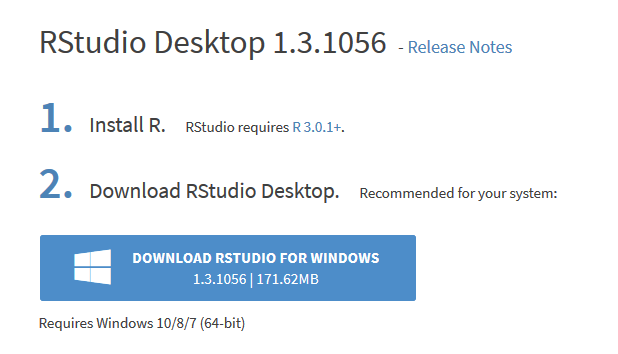 RStudio Desktop 1.3.1056 - Release Notes
1. Install R. RStudio requires R 3.0.1+.
2. Download RStudio Desktop. Recommended for your system:
DOWNLOAD RSTUDIO FOR WINDOWS
1.3.1056 | 171.62MB
Requires Windows 10/8/7 (64-bit)